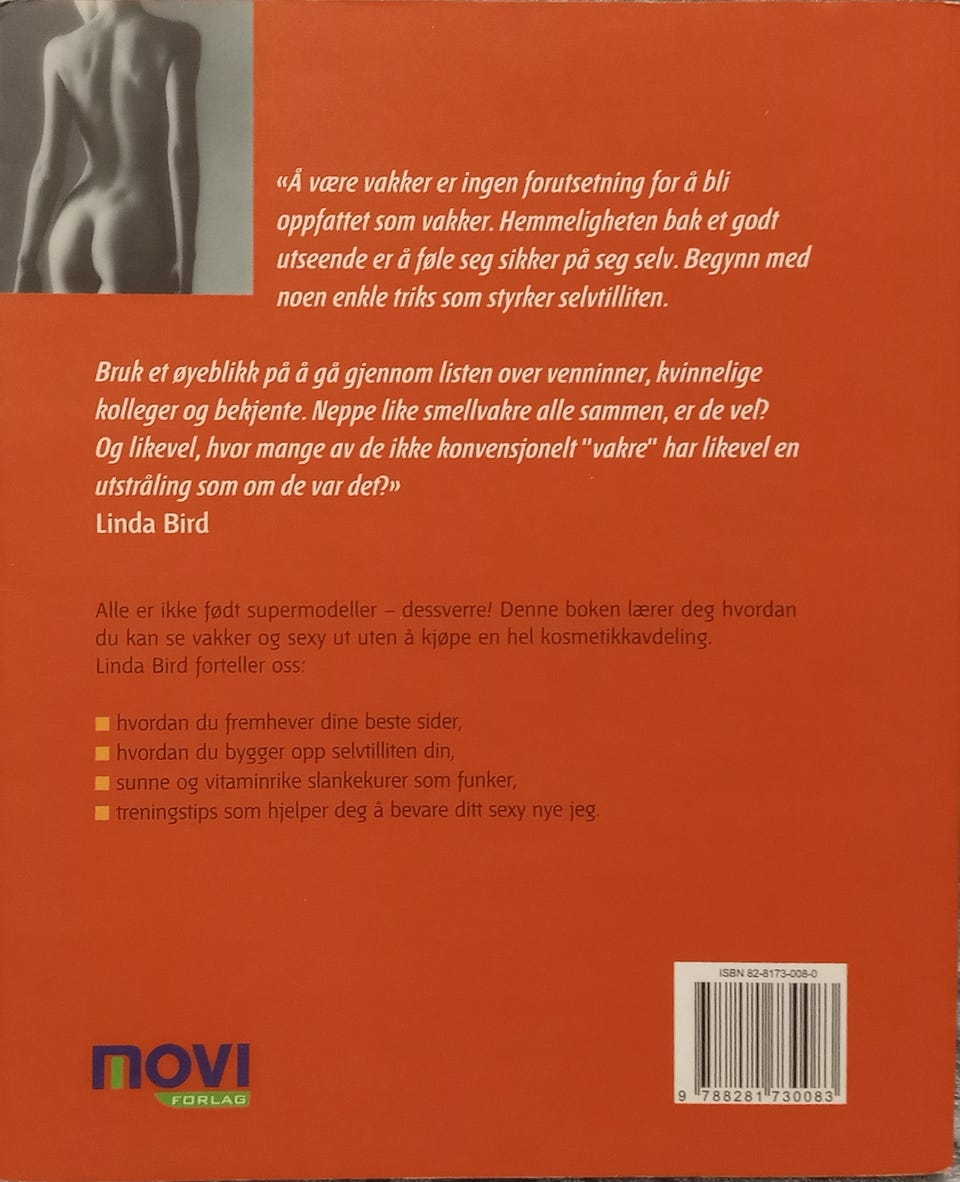 «Å være vakker er ingen forutsetning for å bli
oppfattet som vakker. Hemmeligheten bak et godt
utseende er å føle seg sikker på seg selv. Begynn med
noen enkle triks som styrker selvtilliten.
Bruk et øyeblikk på å gå gjennom listen over venninner, kvinnelige
kolleger og bekjente. Neppe like smellvakre alle sammen, er de vel?
Og likevel, hvor mange av de ikke konvensjonelt "vakre" har likevel en
utstråling som om de var det?»
Linda Bird
Alle er ikke født supermodeller – dessverre! Denne boken lærer deg hvordan
du kan se vakker og sexy ut uten å kjøpe en hel kosmetikkavdeling.
Linda Bird forteller oss:
hvordan du fremhever dine beste sider,
hvordan du bygger opp selvtilliten din,
sunne og vitaminrike slankekurer som funker,
treningstips som hjelper deg å bevare ditt sexy nye jeg.
ISBN 82-8173-008-0
9 788281 730083
movi
FORLAG